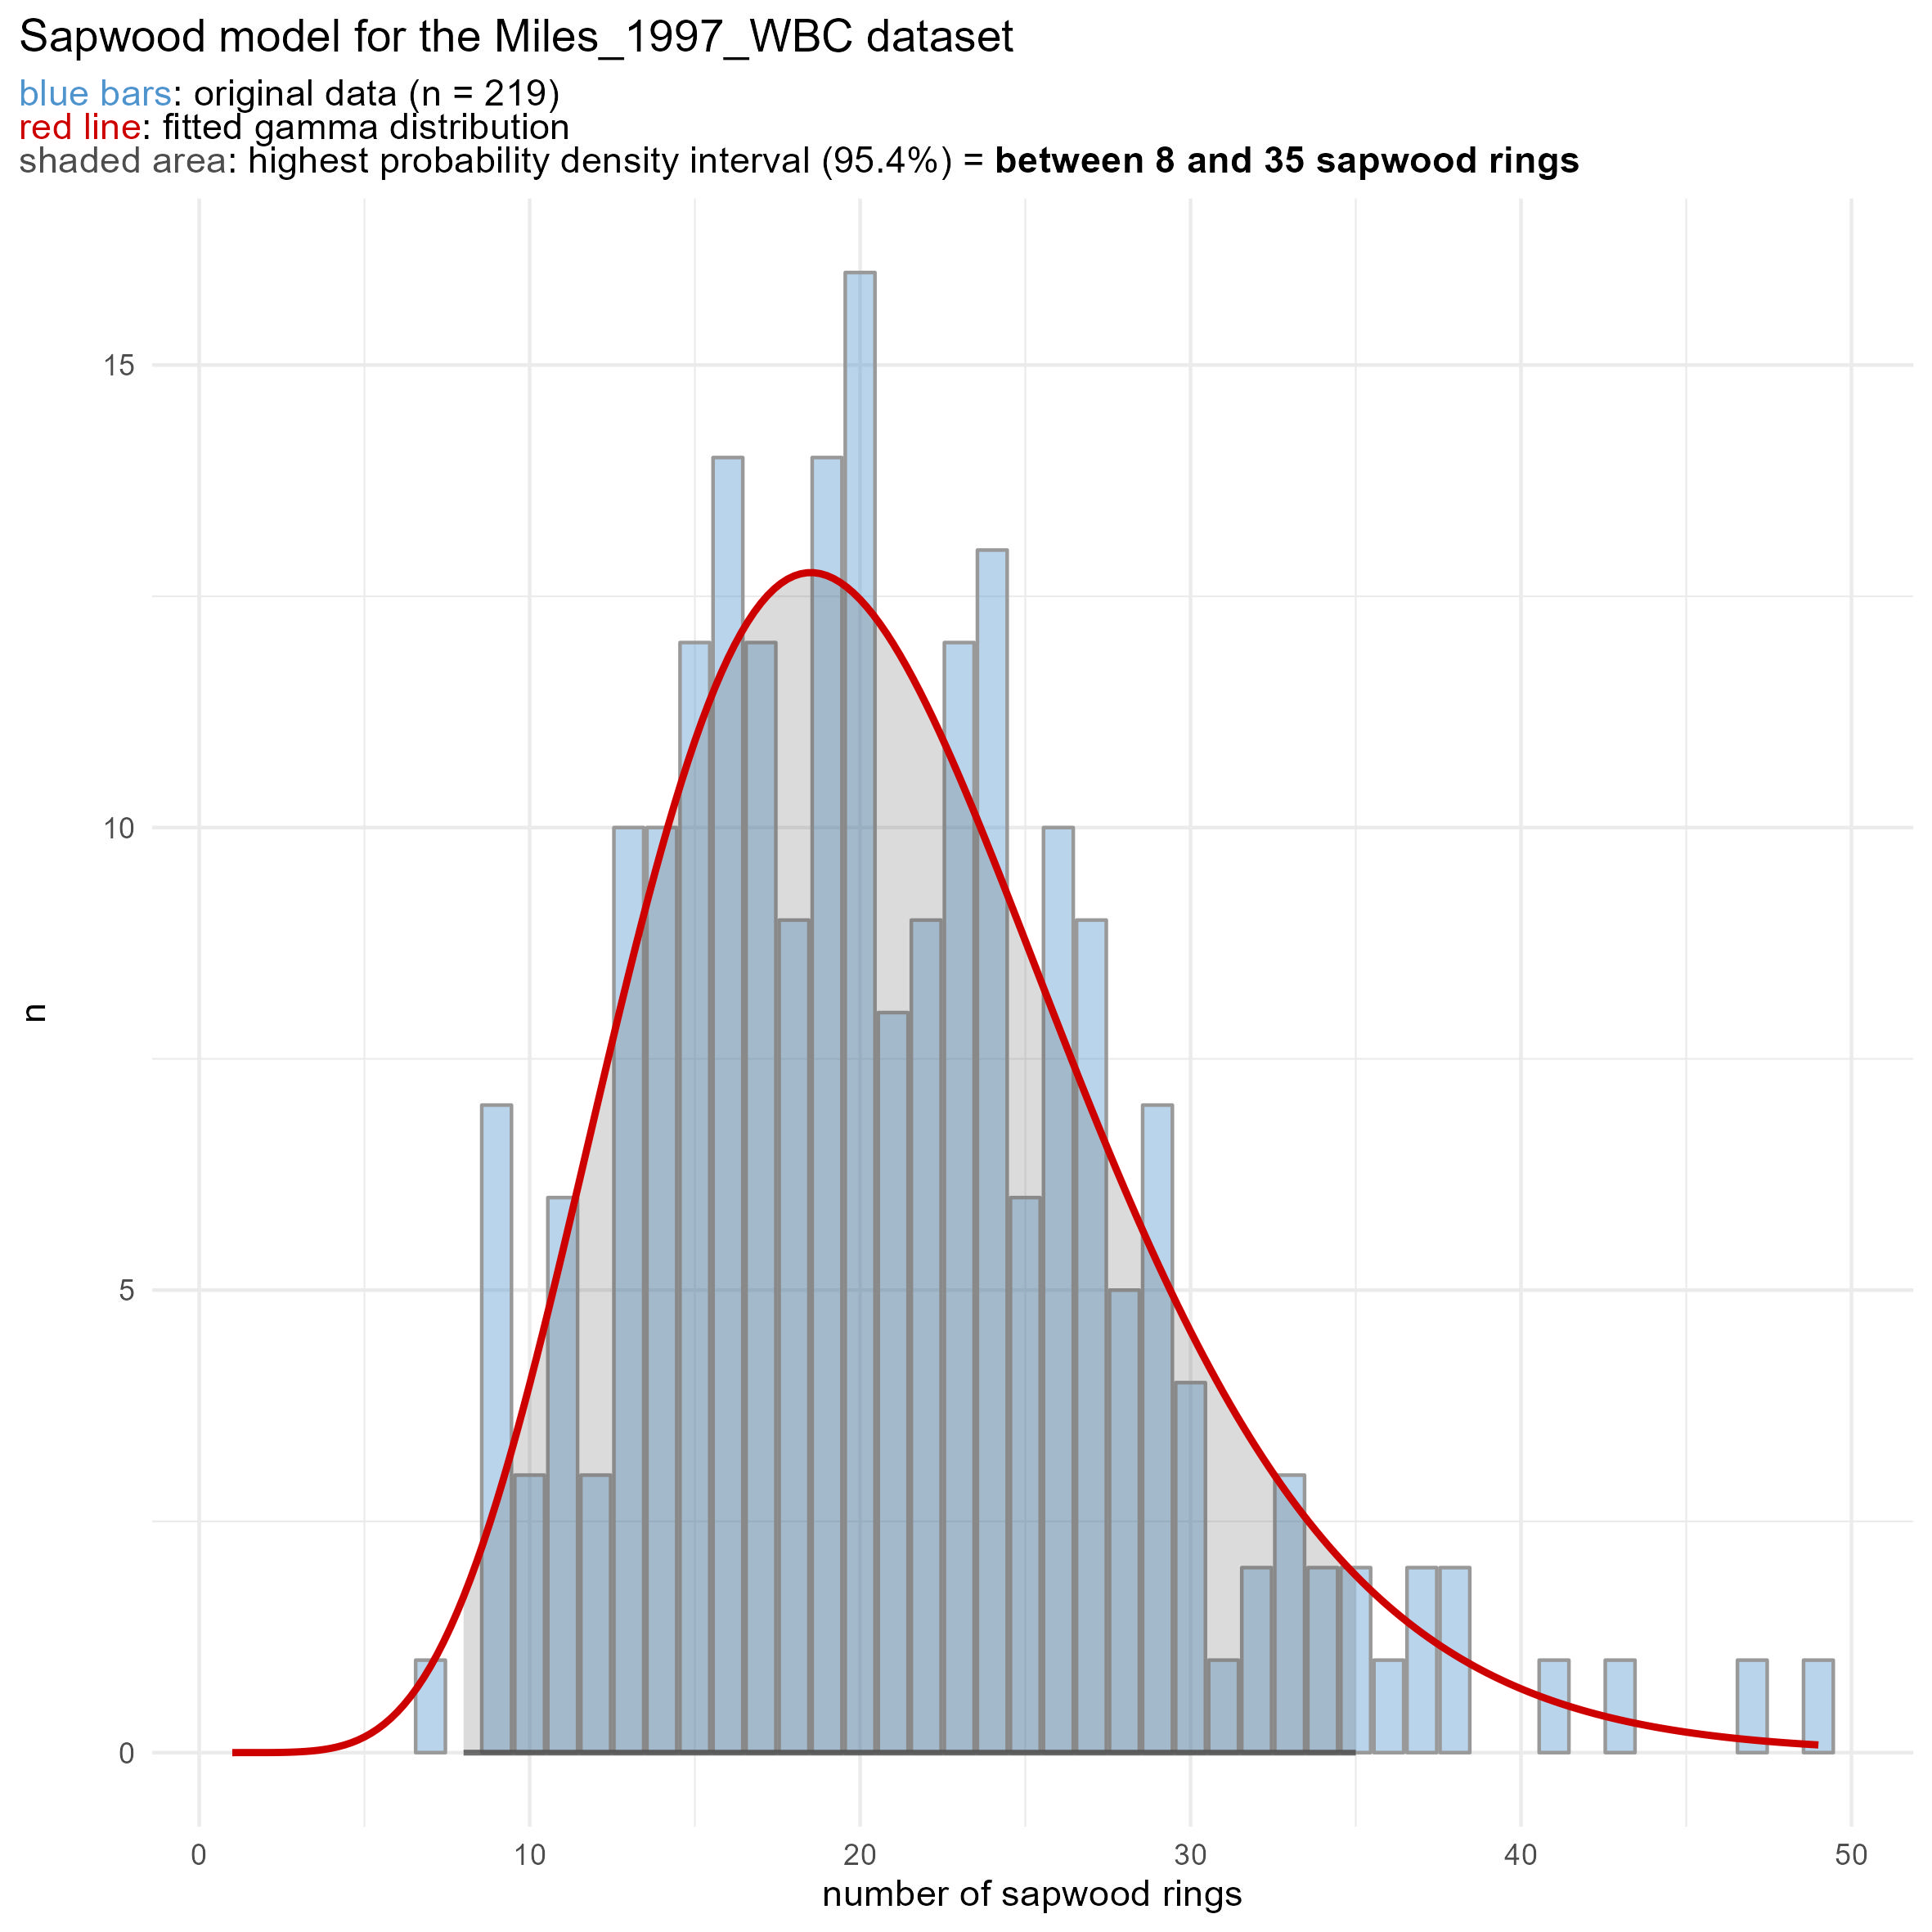 Sapwood model for the Miles_1997_WBC dataset
blue bars: original data (n = 219)
red line: fitted gamma distribution
shaded area: highest probability density interval (95.4%) = between 8 and 35 sapwood rings
15
10
5
0
n
0 10 20 30 40 50
number of sapwood rings